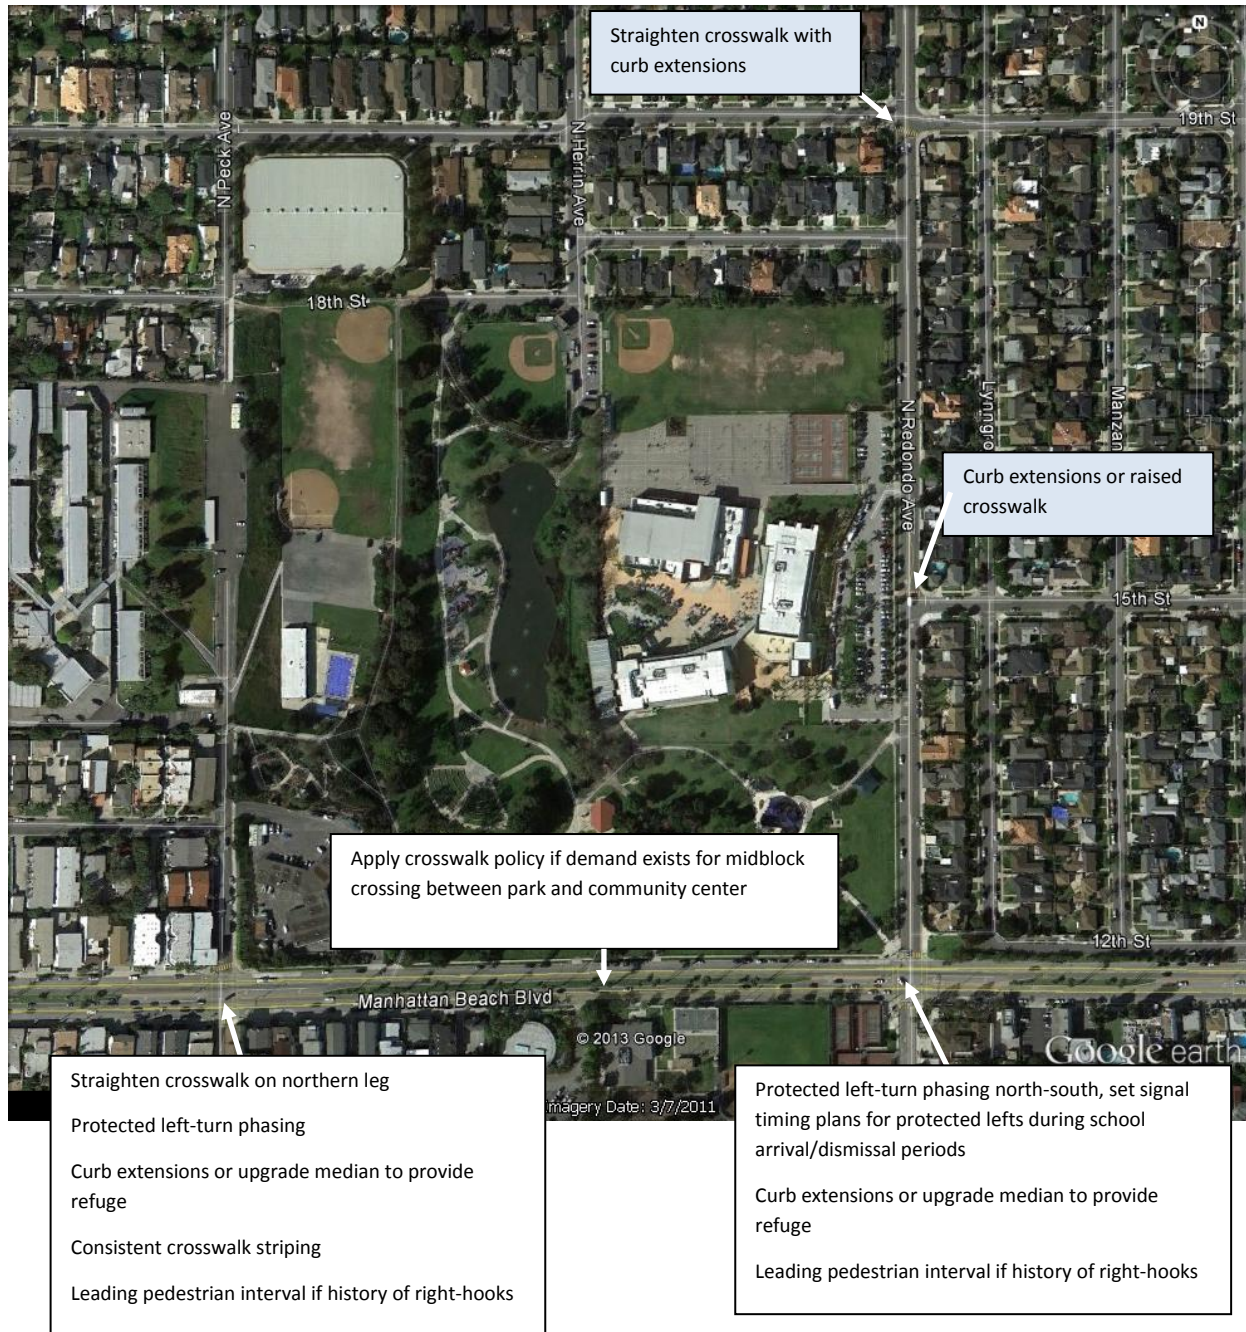 Straighten crosswalk with
curb extensions
N
19th St
N Peck Ave
N Herrin Ave
18th St
N Redondo Ave
Lynngro
Manzan
Curb extensions or raised
crosswalk
15th St
Apply crosswalk policy if demand exists for midblock
crossing between park and community center
12th St
Manhattan Beach Blvd
© 2013 Google
Google earth
Imagery Date: 3/7/2011
Straighten crosswalk on northern leg
Protected left-turn phasing
Curb extensions or upgrade median to provide
refuge
Consistent crosswalk striping
Leading pedestrian interval if history of right-hooks
Protected left-turn phasing north-south, set signal
timing plans for protected lefts during school
arrival/dismissal periods
Curb extensions or upgrade median to provide
refuge
Leading pedestrian interval if history of right-hooks